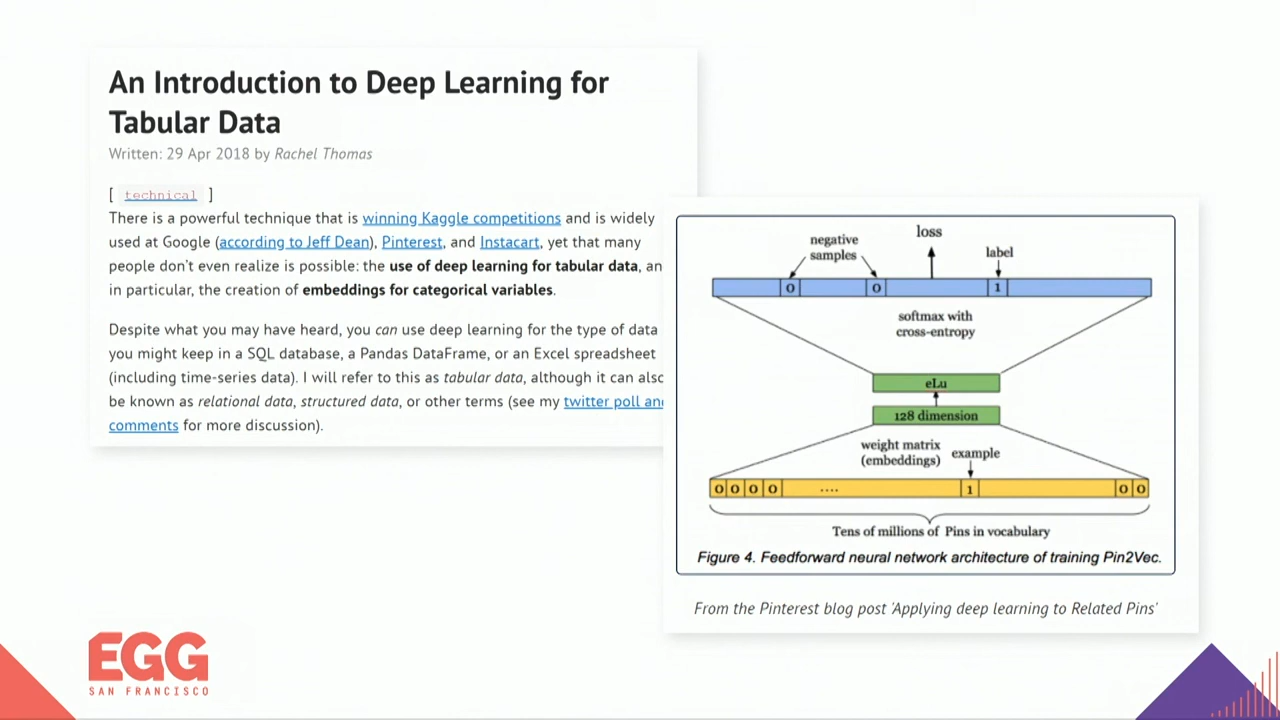 An Introduction to Deep Learning for
Tabular Data
Written: 29 Apr 2018 by Rachel Thomas
[ technical ]
There is a powerful technique that is winning Kaggle competitions and is widely
used at Google (according to Jeff Dean), Pinterest, and Instacart, yet that many
people don't even realize is possible: the use of deep learning for tabular data, an
in particular, the creation of embeddings for categorical variables.
Despite what you may have heard, you can use deep learning for the type of data
you might keep in a SQL database, a Pandas DataFrame, or an Excel spreadsheet
(including time-series data). I will refer to this as tabular data, although it can also
be known as relational data, structured data, or other terms (see my twitter poll an
comments for more discussion).
negative
samples
loss
label
0 0 1
softmax with
cross-entropy
eLu
128 dimension
weight matrix
(embeddings)
example
0 0 0 0 .... 1 0 0
Tens of millions of Pins in vocabulary
Figure 4. Feedforward neural network architecture of training Pin2Vec.
From the Pinterest blog post 'Applying deep learning to Related Pins'
EGG
SAN FRANCISCO